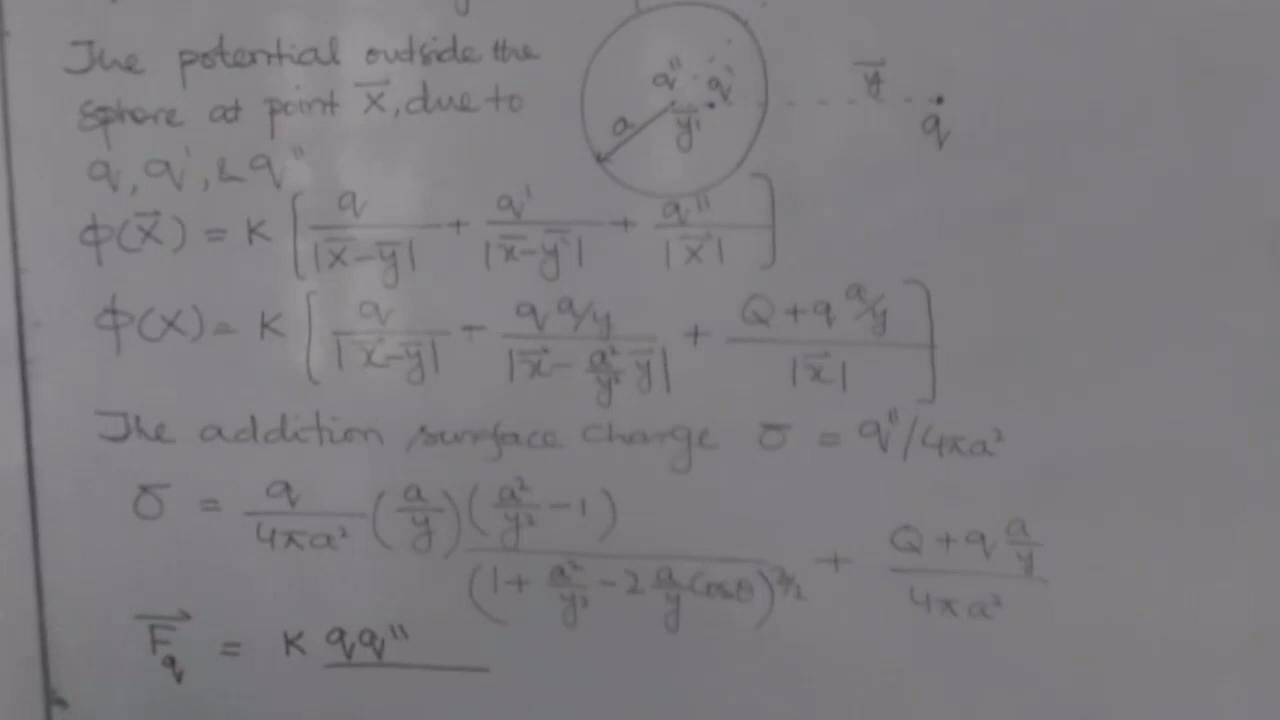 The potential outside the
sphere at point x⃗, due to
q, q', & q''
q'' q'
a y⃗' y⃗ q
ϕ(x⃗) = K [ q/|x⃗-y⃗| + q'/|x⃗-y⃗'| + q''/|x⃗| ]
ϕ(x) = K [ q/|x⃗-y⃗| - (q a/y)/|x⃗ - a²/y² y⃗| + (Q + q a/y)/|x⃗| ]
The addition surface charge σ = q''/4πa²
σ = q/4πa² (a/y) (a²/y² - 1)/(1 + a²/y² - 2 a/y cosθ)^3/2 + (Q + q a/y)/4πa²
F⃗q = K qq''